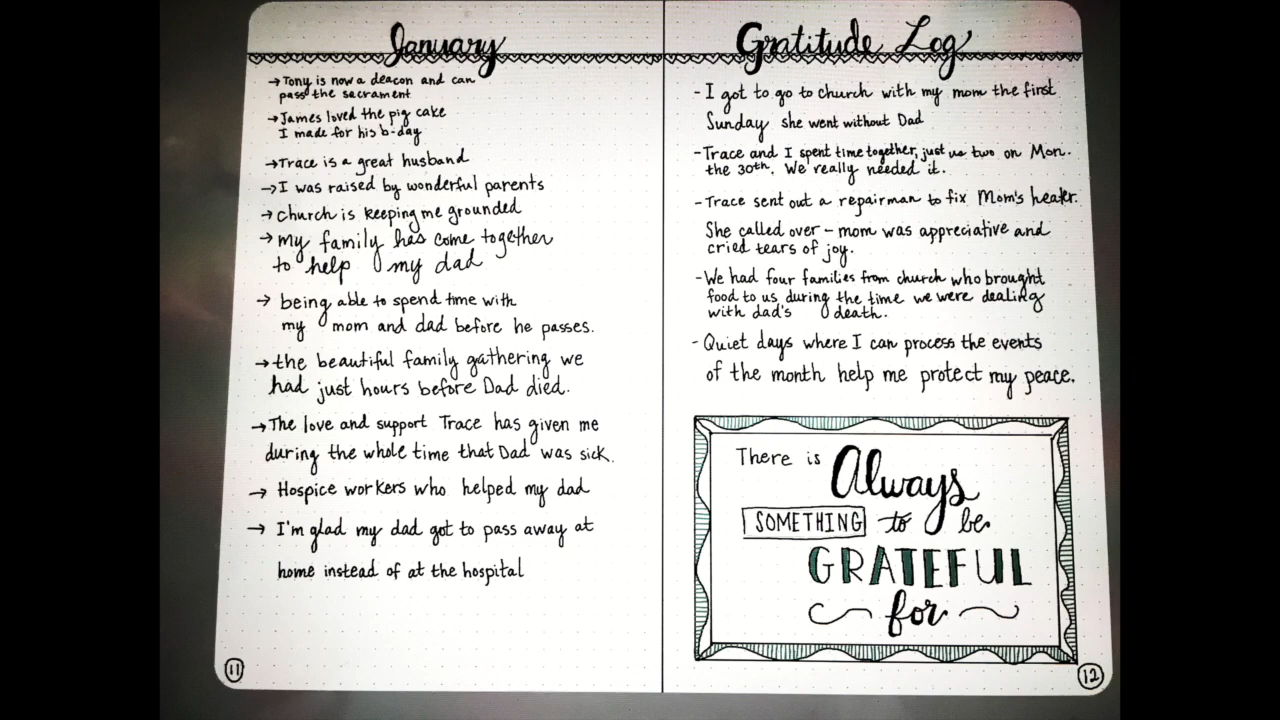 January
→ Tony is now a deacon and can
pass the sacrament
→ James loved the pig cake
I made for his b-day
→ Trace is a great husband
→ I was raised by wonderful parents
→ church is keeping me grounded
→ my family has come together
to help my dad
→ being able to spend time with
my mom and dad before he passes.
→ the beautiful family gathering we
had just hours before Dad died.
→ The love and support Trace has given me
during the whole time that Dad was sick.
→ Hospice workers who helped my dad
→ I'm glad my dad got to pass away at
home instead of at the hospital
11
Gratitude Log
- I got to go to church with my mom the first
Sunday she went without Dad
- Trace and I spent time together, just us two on Mon.
the 30th. We really needed it.
- Trace sent out a repairman to fix Mom's heater.
She called over - mom was appreciative and
cried tears of joy.
- We had four families from church who brought
food to us during the time we were dealing
with dad's death.
- Quiet days where I can process the events
of the month help me protect my peace.
There is Always
SOMETHING to be
GRATEFUL
for
12